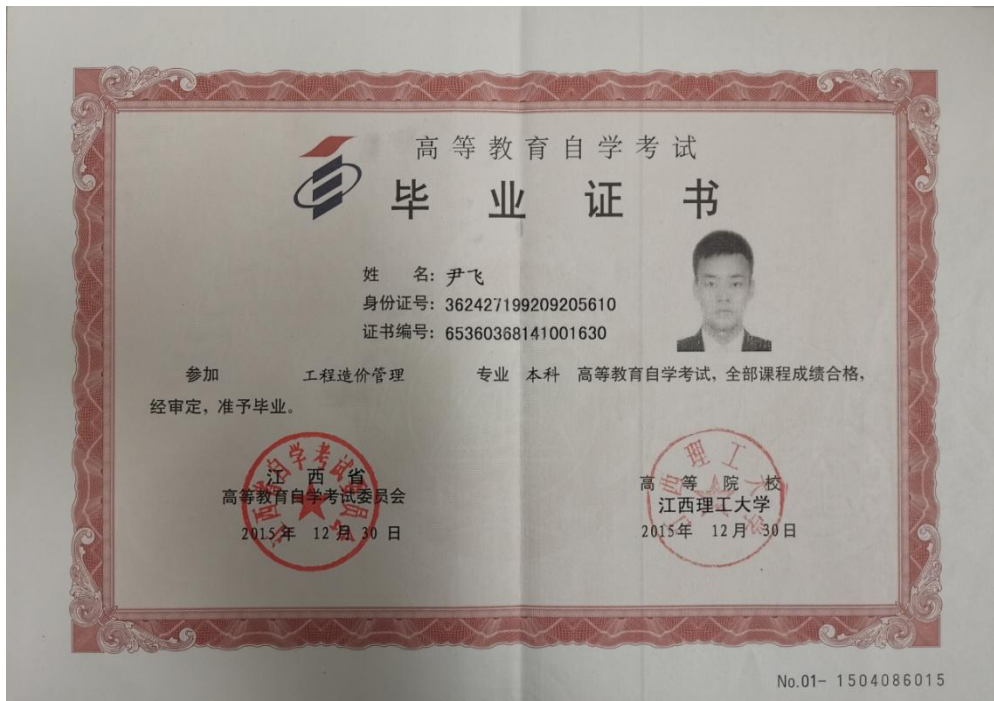 高等教育自学考试
毕业证书
姓 名: 尹飞
身份证号: 362427199209205610
证书编号: 65360368141001630
参加 工程造价管理 专业 本科 高等教育自学考试, 全部课程成绩合格,
经审定, 准予毕业。
江西省
高等教育自学考试委员会
2015年 12月 30日
高等院校
江西理工大学
2015年 12月 30日
No.01- 1504086015